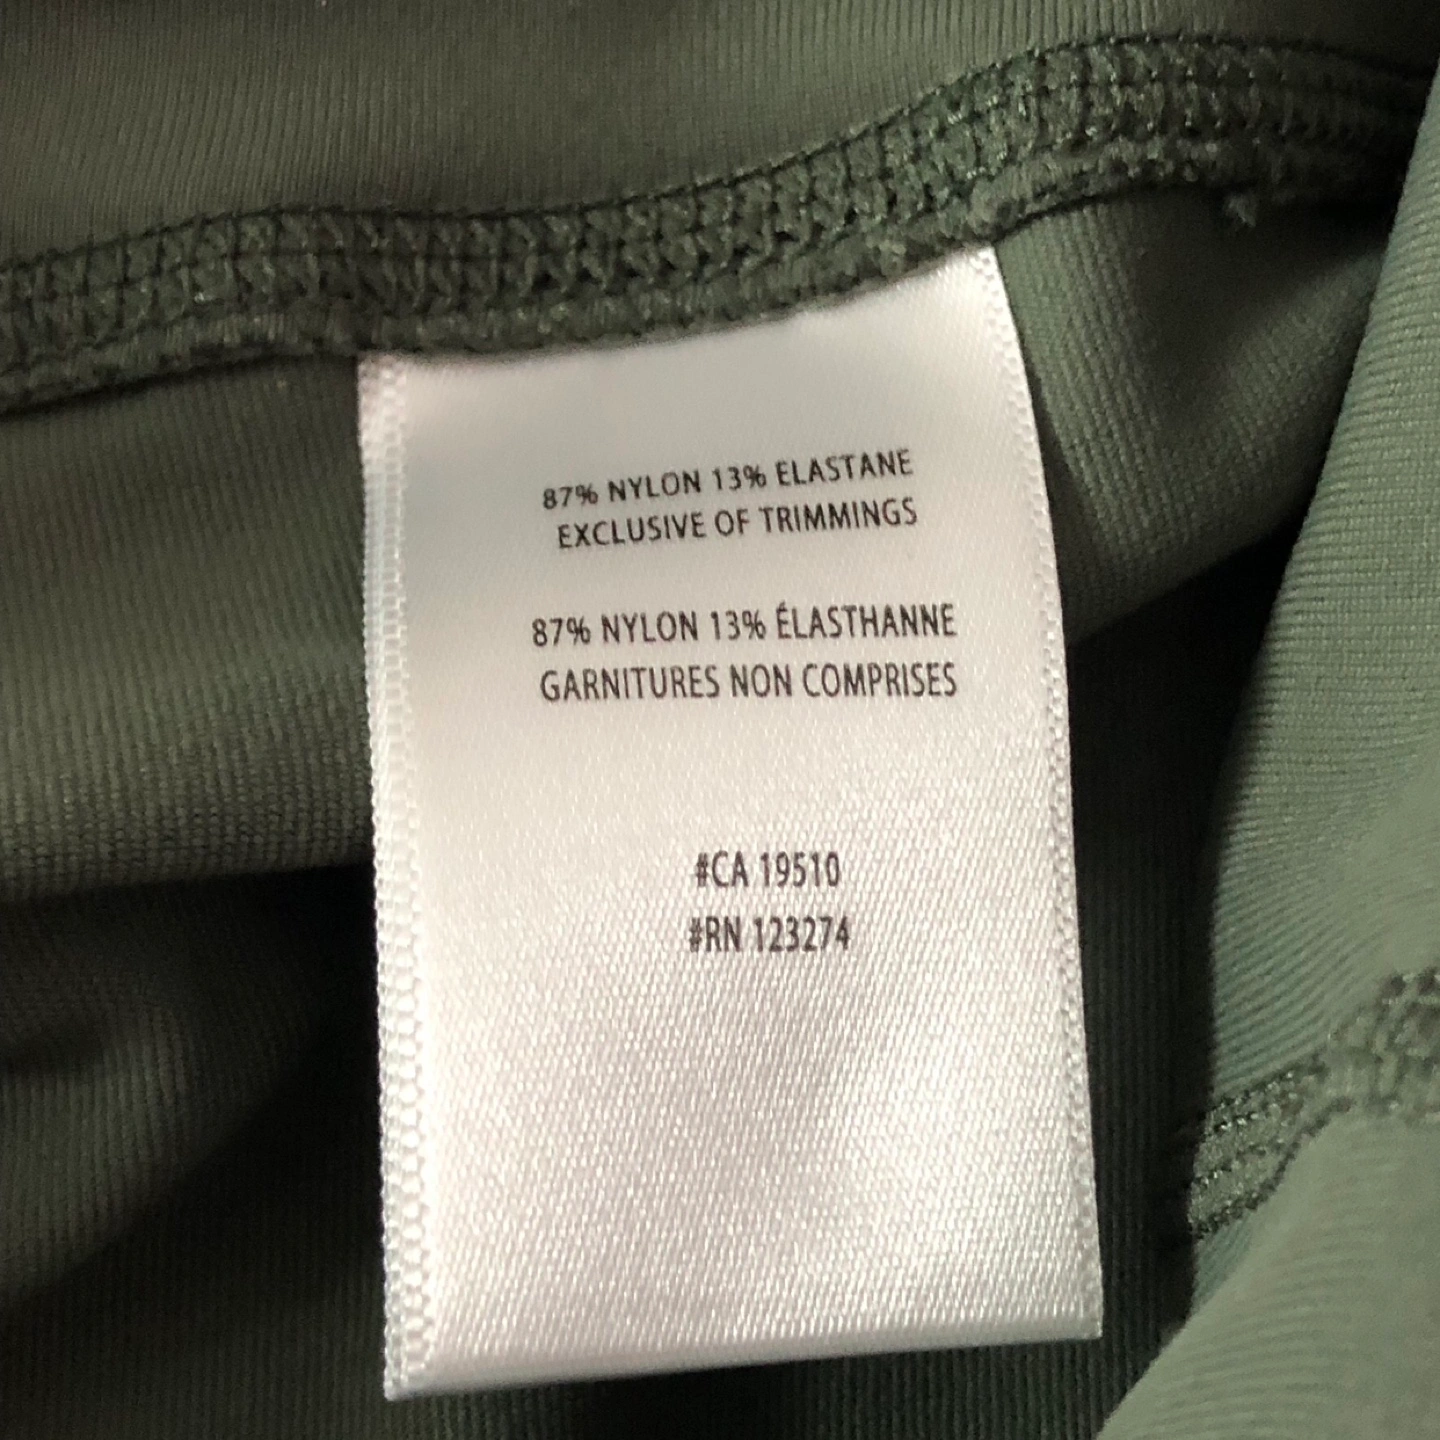 87% NYLON 13% ELASTANE
EXCLUSIVE OF TRIMMINGS
87% NYLON 13% ÉLASTHANNE
GARNITURES NON COMPRISES
#CA 19510
#RN 123274